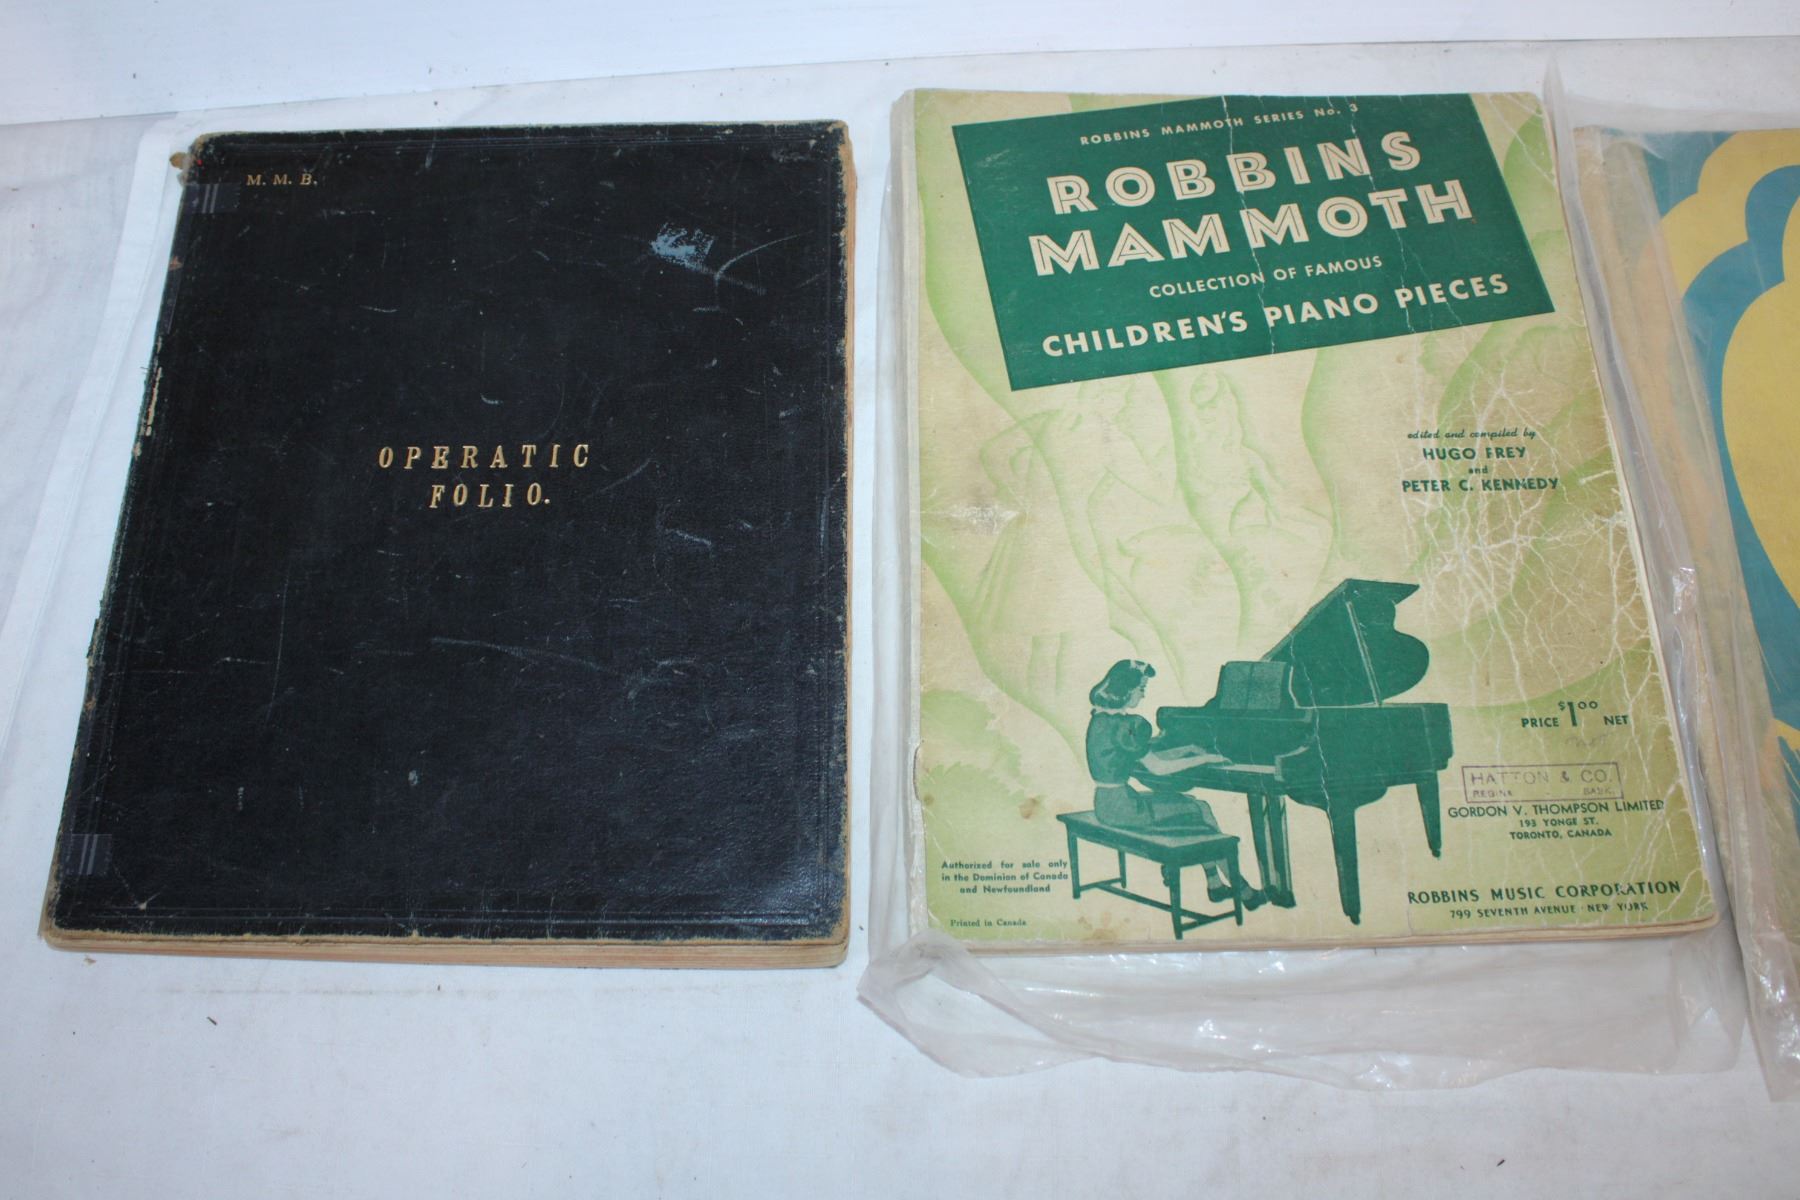 M. M. B.
OPERATIC
FOLIO.
ROBBINS MAMMOTH SERIES No. 3
ROBBINS
MAMMOTH
COLLECTION OF FAMOUS
CHILDREN'S PIANO PIECES
edited and compiled by
HUGO FREY
and
PETER C. KENNEDY
PRICE $1.00 NET
HATTON & CO.
REGINA - SASK.
GORDON V. THOMPSON LIMITED
193 YONGE ST.
TORONTO, CANADA
Authorized for sale only
in the Dominion of Canada
and Newfoundland
ROBBINS MUSIC CORPORATION
799 SEVENTH AVENUE · NEW YORK
Printed in Canada